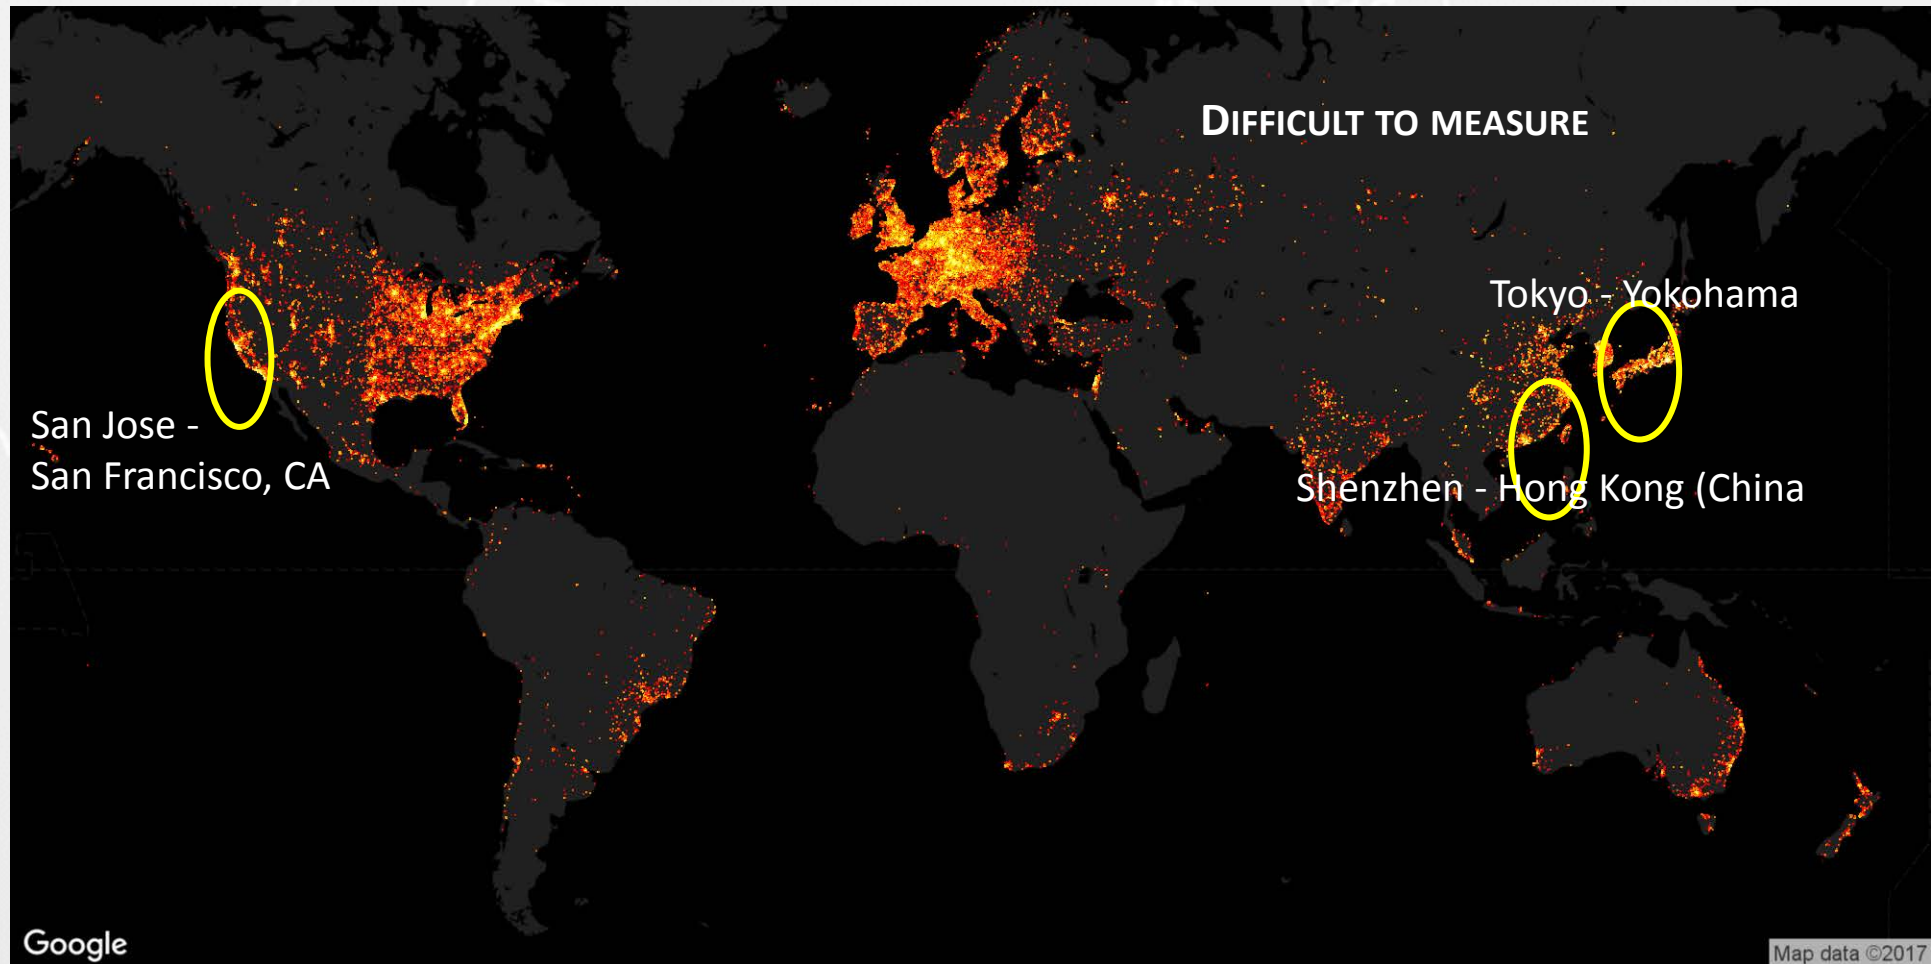 DIFFICULT TO MEASURE
Tokyo - Yokohama
San Jose -
San Francisco, CA
Shenzhen - Hong Kong (China
Google
Map data ©2017